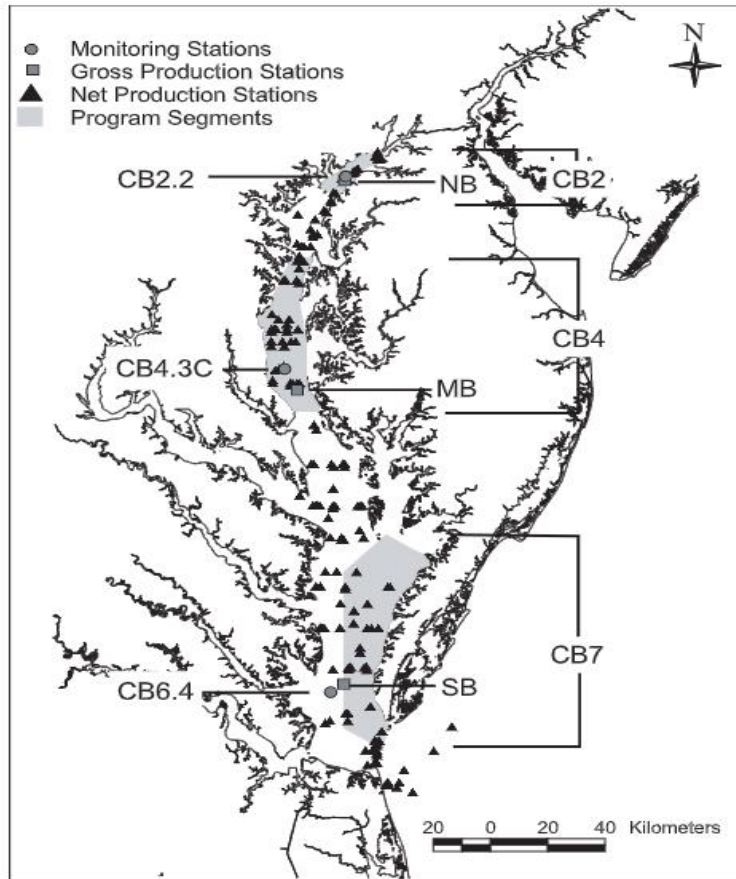 Monitoring Stations
Gross Production Stations
Net Production Stations
Program Segments
N
CB2.2
NB
CB2
CB4
CB4.3C
MB
CB7
CB6.4
SB
20 0 20 40 Kilometers